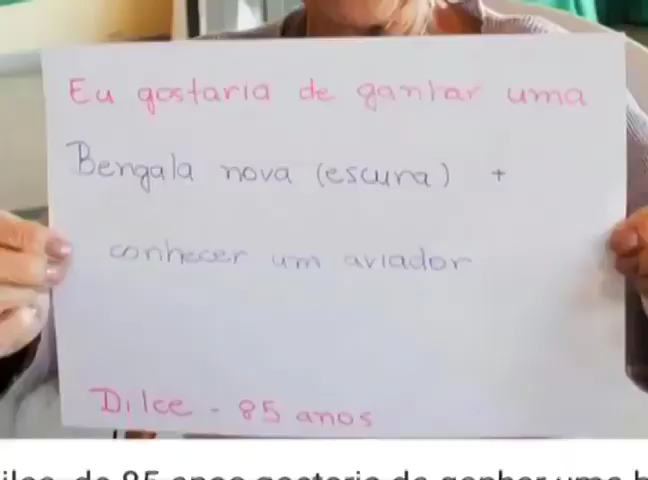 Eu gostaria de ganhar uma
Bengala nova (escura) +
conhecer um aviador
Dilce - 85 anos